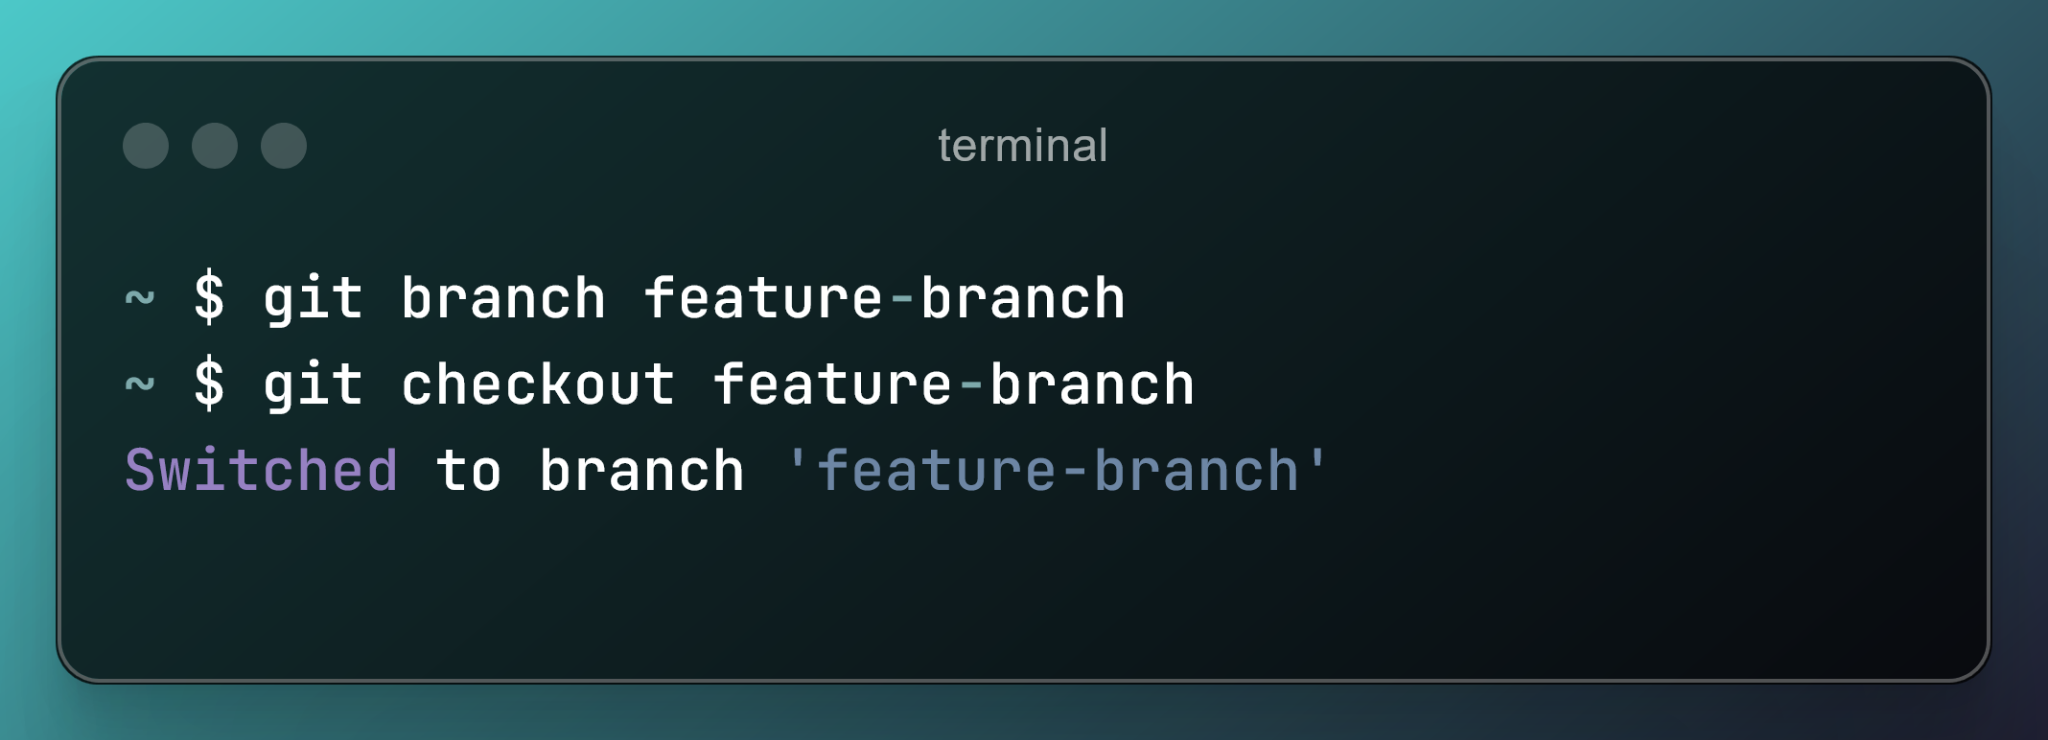 terminal
~ $ git branch feature-branch
~ $ git checkout feature-branch
Switched to branch 'feature-branch'